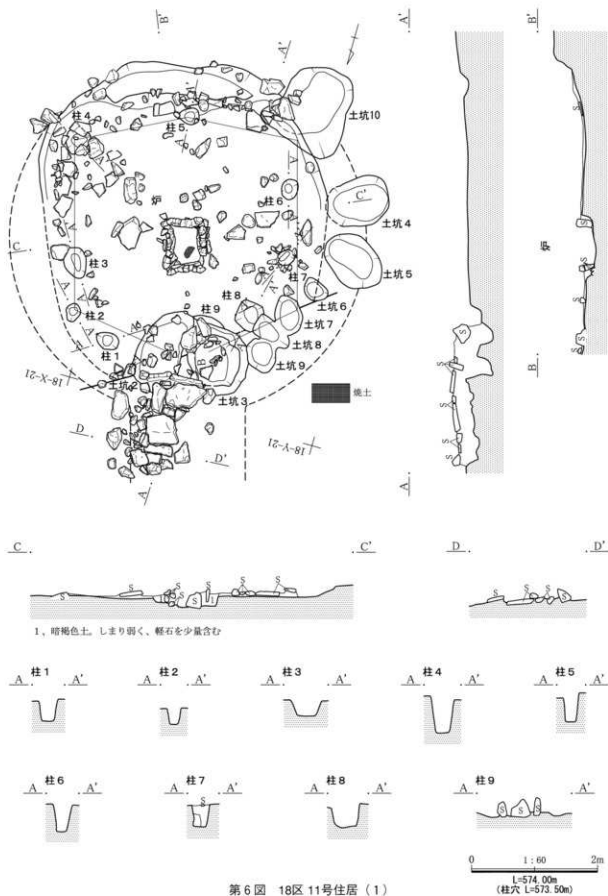 B'
A'
A'
B'
柱4
A'
柱5
A
土坑10
炉
柱6
C'
土坑4
C
柱3
土坑5
A'
柱7
柱2
柱8
柱9
土坑6
土坑7
柱1
B
土坑8
土坑9
18-X-21
土坑2
土坑3
焼土
D
18-Y-21
D'
A
炉
B
A
C
C'
D
D'
1、暗褐色土。しまり弱く、軽石を少量含む
A 柱1 A'
A 柱2 A'
A 柱3 A'
A 柱4 A'
A 柱5 A'
A 柱6 A'
A 柱7 A'
A 柱8 A'
A 柱9 A'
0 1:60 2m
L=574.00m
(柱穴 L=573.50m)
第6図 18区 11号住居(1)